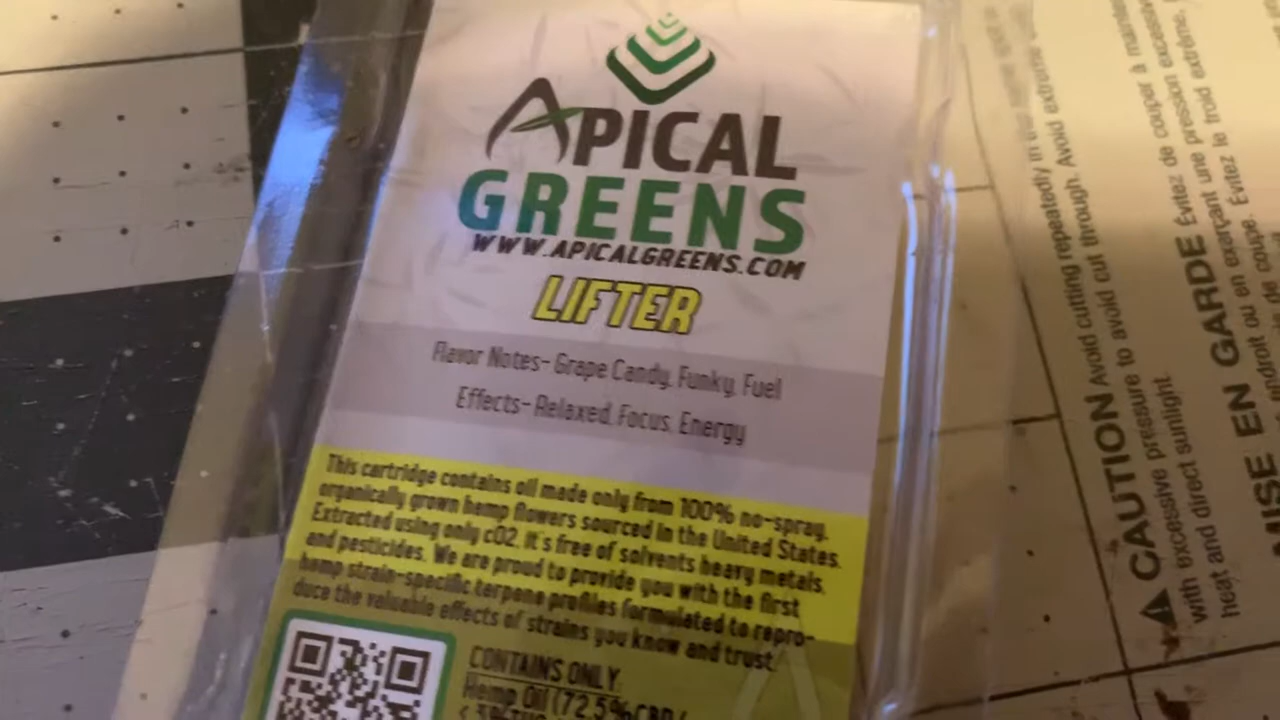 APICAL
GREENS
WWW.APICALGREENS.COM
LIFTER
Flavor Notes- Grape Candy, Funky, Fuel
Effects- Relaxed, Focus, Energy
This cartridge contains oil made only from 100% no-spray,
organically grown hemp flowers sourced in the United States.
Extracted using only cO2. It's free of solvents heavy metals,
and pesticides. We are proud to provide you with the first
hemp strain-specific terpene profiles formulated to repro-
duce the valuable effects of strains you know and trust.
CONTAINS ONLY
Hemp Oil (72.5%CBD/
CAUTION Avoid cutting repeatedly in
with excessive pressure to avoid cut through. Avoid extreme
heat and direct sunlight.
MISE EN GARDE Évitez de couper à
endroit ou en exerçant une pression
de coupe. Évitez le froid extrême,